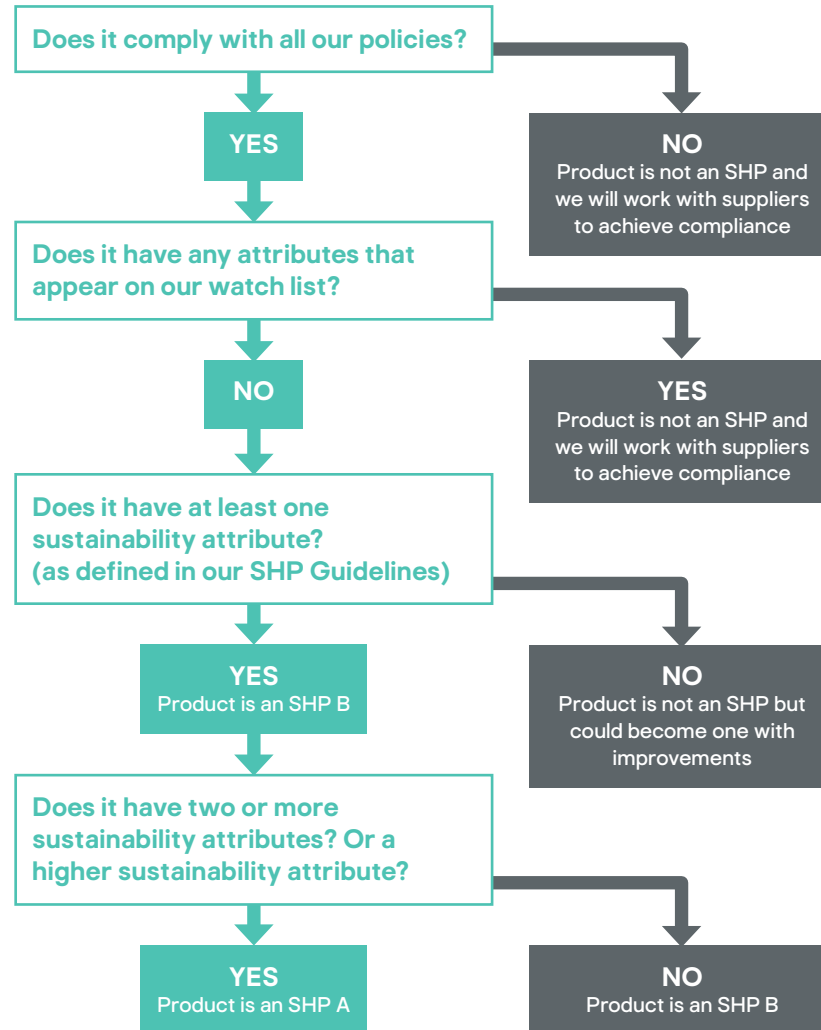 Does it comply with all our policies?
YES
NO
Product is not an SHP and
we will work with suppliers
to achieve compliance
Does it have any attributes that
appear on our watch list?
NO
YES
Product is not an SHP and
we will work with suppliers
to achieve compliance
Does it have at least one
sustainability attribute?
(as defined in our SHP Guidelines)
YES
Product is an SHP B
NO
Product is not an SHP but
could become one with
improvements
Does it have two or more
sustainability attributes? Or a
higher sustainability attribute?
YES
Product is an SHP A
NO
Product is an SHP B